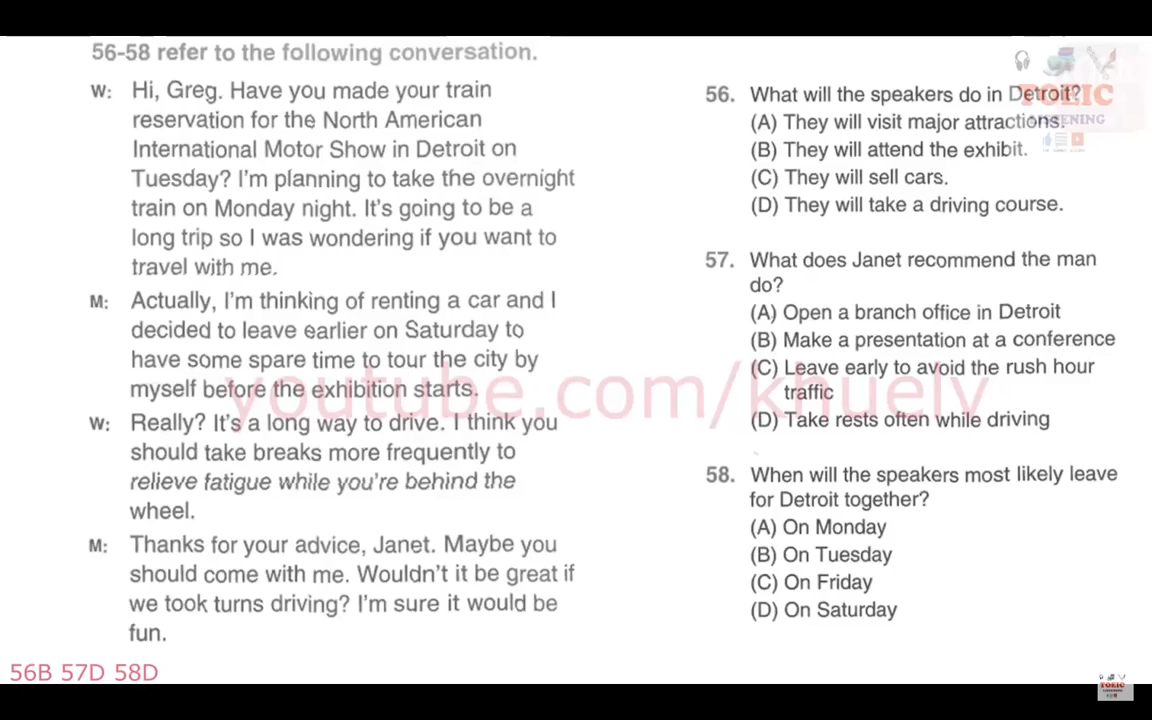 56-58 refer to the following conversation.
W: Hi, Greg. Have you made your train
reservation for the North American
International Motor Show in Detroit on
Tuesday? I'm planning to take the overnight
train on Monday night. It's going to be a
long trip so I was wondering if you want to
travel with me.
M: Actually, I'm thinking of renting a car and I
decided to leave earlier on Saturday to
have some spare time to tour the city by
myself before the exhibition starts.
W: Really? It's a long way to drive. I think you
should take breaks more frequently to
relieve fatigue while you're behind the
wheel.
M: Thanks for your advice, Janet. Maybe you
should come with me. Wouldn't it be great if
we took turns driving? I'm sure it would be
fun.
56B 57D 58D
56. What will the speakers do in Detroit?
(A) They will visit major attractions.
(B) They will attend the exhibit.
(C) They will sell cars.
(D) They will take a driving course.
57. What does Janet recommend the man
do?
(A) Open a branch office in Detroit
(B) Make a presentation at a conference
(C) Leave early to avoid the rush hour
traffic
(D) Take rests often while driving
58. When will the speakers most likely leave
for Detroit together?
(A) On Monday
(B) On Tuesday
(C) On Friday
(D) On Saturday
youtube.com/khuelv
TOEIC
LISTENING
TOEIC
LISTENING